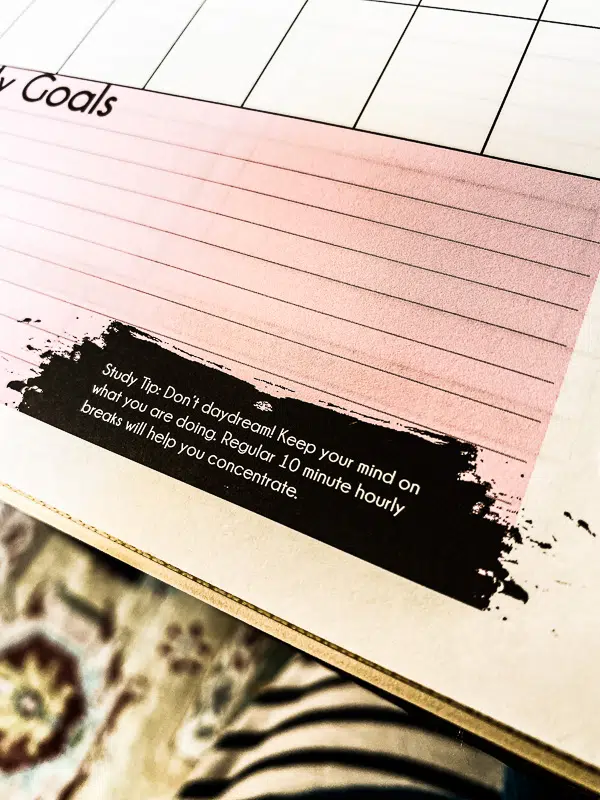 Goals
Study Tip: Don't daydream! Keep your mind on
what you are doing. Regular 10 minute hourly
breaks will help you concentrate.